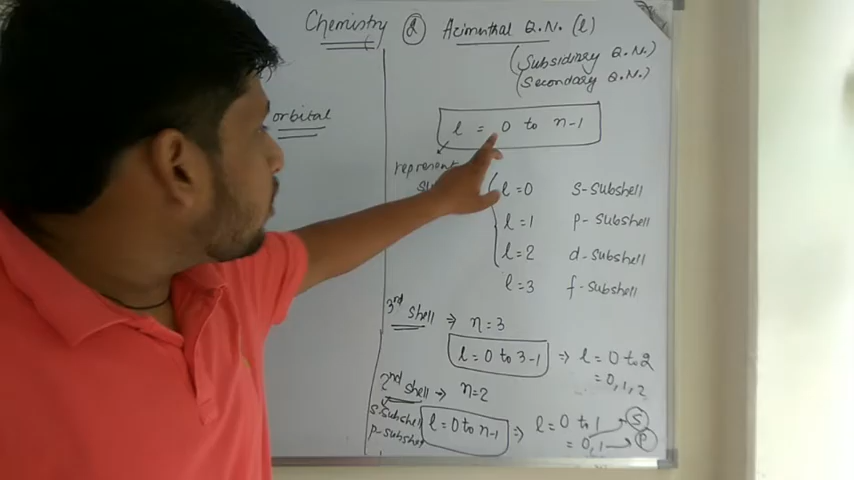 Chemistry
② Azimuthal Q.N. (l)
(Subsidiary Q.N.)
(Secondary Q.N.)
orbital
l = 0 to n-1
represent
l = 0 s-subshell
l = 1 p-subshell
l = 2 d-subshell
l = 3 f-subshell
3rd shell ⇒ n = 3
l = 0 to 3-1 ⇒ l = 0 to 2
= 0, 1, 2
2nd shell → n = 2
s-subshell
p-subshell
l = 0 to n-1 ⇒ l = 0 to 1
= 0, 1
S
P